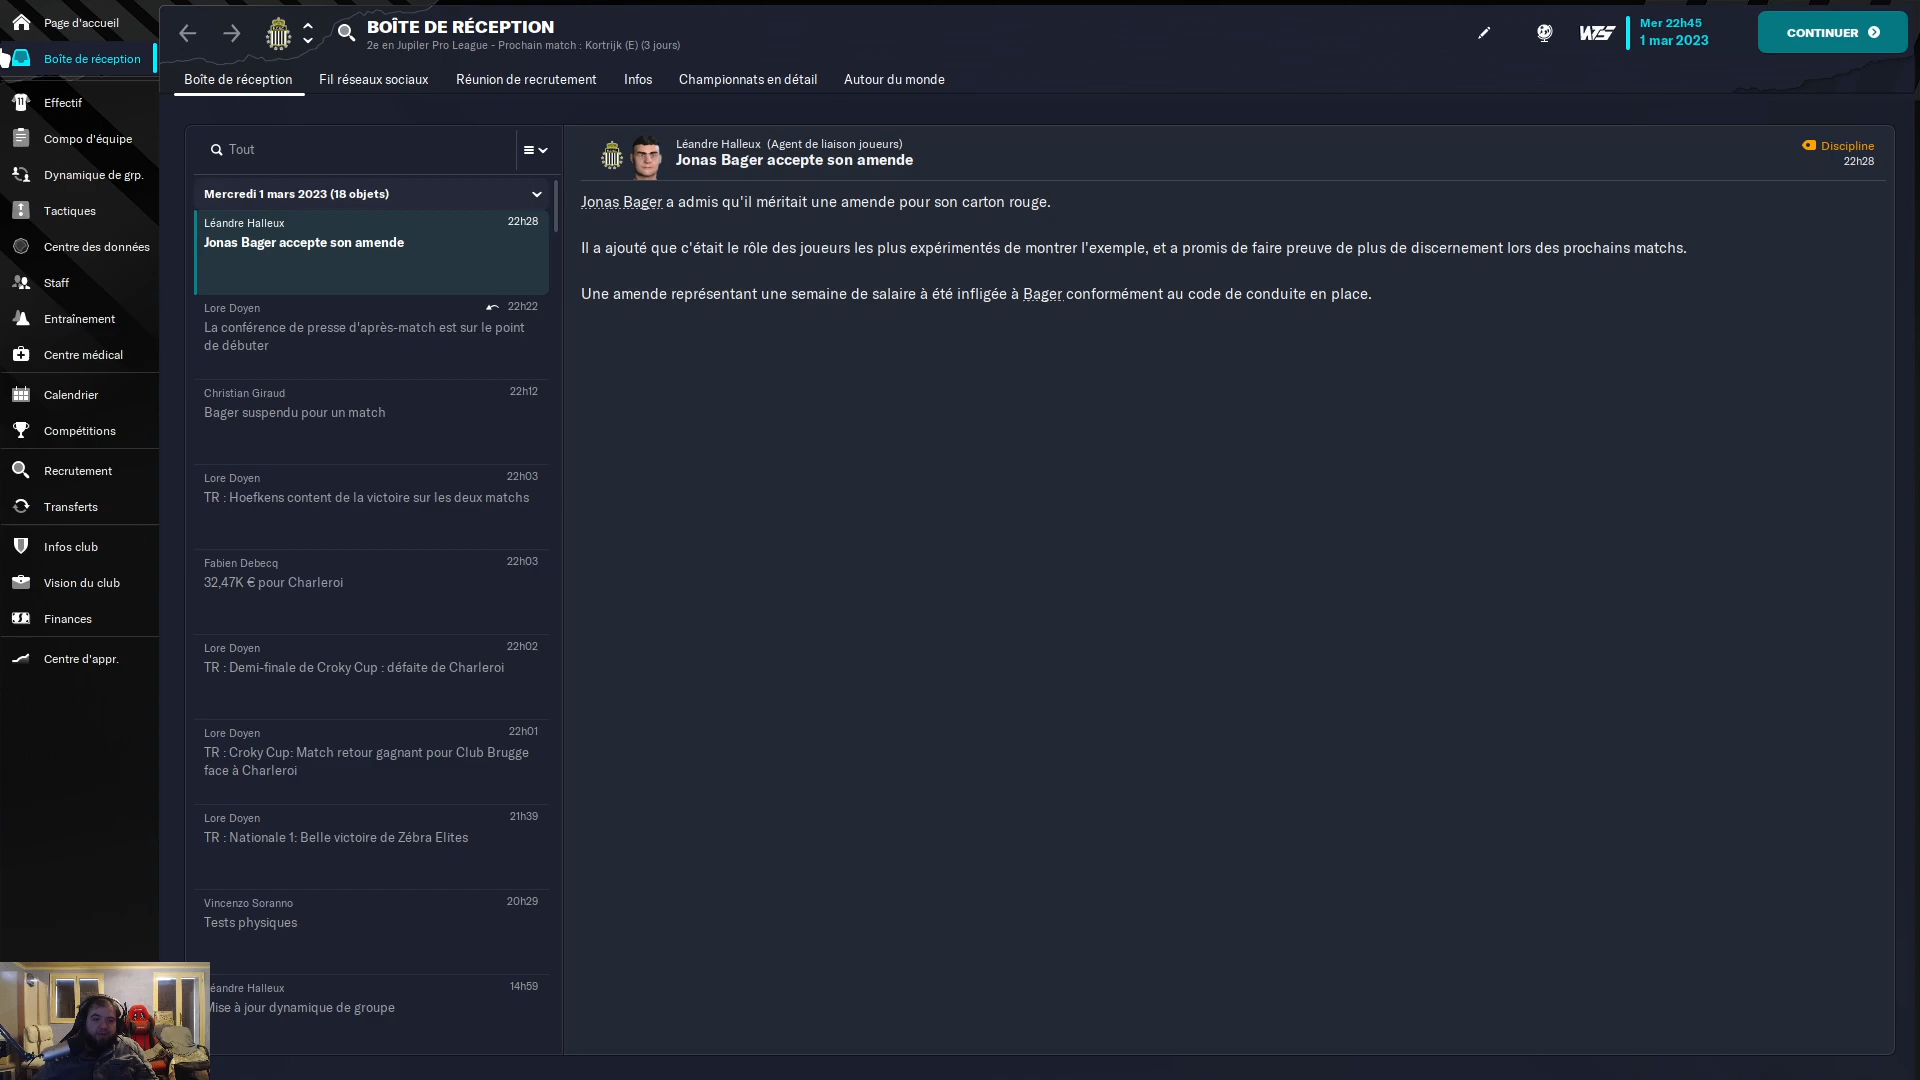 Page d'accueil
Boîte de réception
Effectif
Compo d'équipe
Dynamique de grp.
Tactiques
Centre des données
Staff
Entraînement
Centre médical
Calendrier
Compétitions
Recrutement
Transferts
Infos club
Vision du club
Finances
Centre d'appr.
BOÎTE DE RÉCEPTION
2e en Jupiler Pro League - Prochain match : Kortrijk (E) (3 jours)
Mer 22h45
1 mar 2023
CONTINUER
Boîte de réception
Fil réseaux sociaux
Réunion de recrutement
Infos
Championnats en détail
Autour du monde
Tout
Mercredi 1 mars 2023 (18 objets)
Léandre Halleux 22h28
Jonas Bager accepte son amende
Lore Doyen 22h22
La conférence de presse d'après-match est sur le point
de débuter
Christian Giraud 22h12
Bager suspendu pour un match
Lore Doyen 22h03
TR : Hoefkens content de la victoire sur les deux matchs
Fabien Debecq 22h03
32,47K € pour Charleroi
Lore Doyen 22h02
TR : Demi-finale de Croky Cup : défaite de Charleroi
Lore Doyen 22h01
TR : Croky Cup: Match retour gagnant pour Club Brugge
face à Charleroi
Lore Doyen 21h39
TR : Nationale 1: Belle victoire de Zébra Elites
Vincenzo Soranno 20h29
Tests physiques
éandre Halleux 14h59
Mise à jour dynamique de groupe
Léandre Halleux (Agent de liaison joueurs)
Jonas Bager accepte son amende
Discipline
22h28
Jonas Bager a admis qu'il méritait une amende pour son carton rouge.
Il a ajouté que c'était le rôle des joueurs les plus expérimentés de montrer l'exemple, et a promis de faire preuve de plus de discernement lors des prochains matchs.
Une amende représentant une semaine de salaire à été infligée à Bager conformément au code de conduite en place.